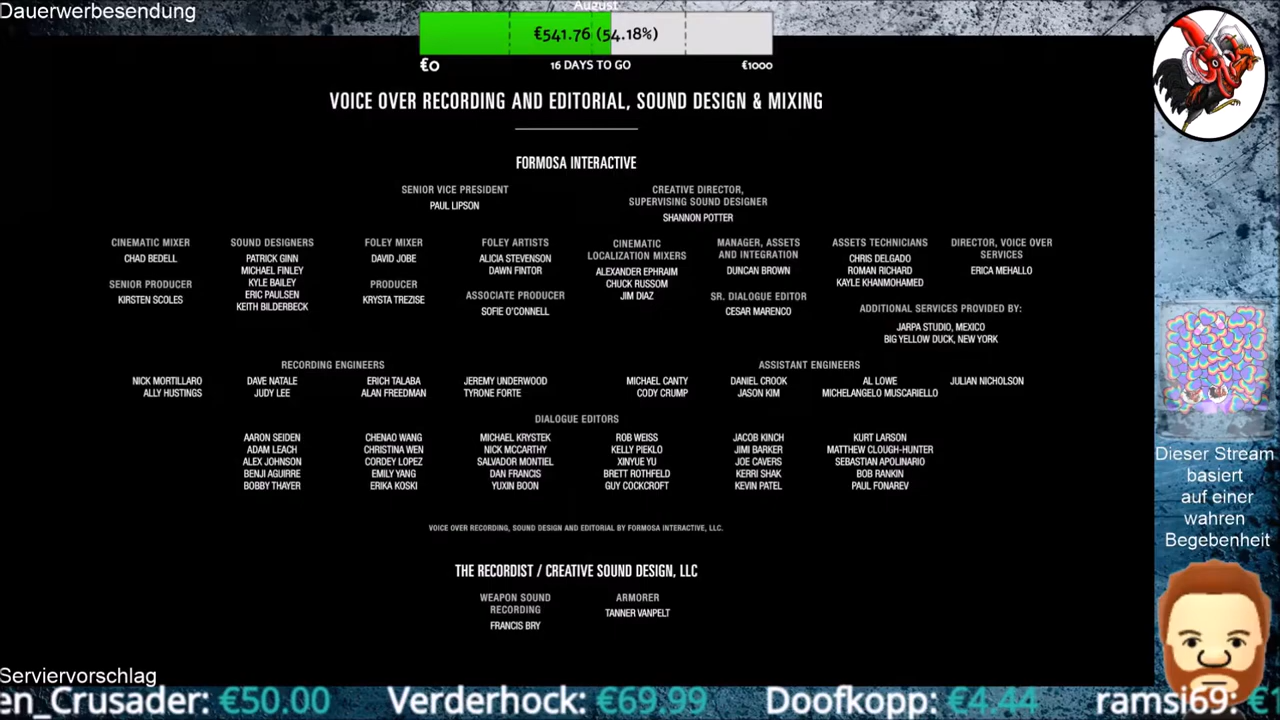 Dauerwerbesendung
August
€541.76 (54.18%)
€0
16 DAYS TO GO
€1000
VOICE OVER RECORDING AND EDITORIAL, SOUND DESIGN & MIXING
FORMOSA INTERACTIVE
SENIOR VICE PRESIDENT
PAUL LIPSON
CREATIVE DIRECTOR,
SUPERVISING SOUND DESIGNER
SHANNON POTTER
CINEMATIC MIXER
CHAD BEDELL
SENIOR PRODUCER
KIRSTEN SCOLES
SOUND DESIGNERS
PATRICK GINN
MICHAEL FINLEY
KYLE BAILEY
ERIC PAULSEN
KEITH BILDERBECK
FOLEY MIXER
DAVID JOBE
PRODUCER
KRYSTA TREZISE
FOLEY ARTISTS
ALICIA STEVENSON
DAWN FINTOR
ASSOCIATE PRODUCER
SOFIE O'CONNELL
CINEMATIC
LOCALIZATION MIXERS
ALEXANDER EPHRAIM
CHUCK RUSSOM
JIM DIAZ
MANAGER, ASSETS
AND INTEGRATION
DUNCAN BROWN
SR. DIALOGUE EDITOR
CESAR MARENCO
ASSETS TECHNICIANS
CHRIS DELGADO
ROMAN RICHARD
KAYLE KHANMOHAMED
DIRECTOR, VOICE OVER
SERVICES
ERICA MEHALLO
ADDITIONAL SERVICES PROVIDED BY:
JARPA STUDIO, MEXICO
BIG YELLOW DUCK, NEW YORK
RECORDING ENGINEERS
NICK MORTILLARO
ALLY HUSTINGS
DAVE NATALE
JUDY LEE
ERICH TALABA
ALAN FREEDMAN
JEREMY UNDERWOOD
TYRONE FORTE
ASSISTANT ENGINEERS
MICHAEL CANTY
CODY CRUMP
DANIEL CROOK
JASON KIM
AL LOWE
MICHELANGELO MUSCARIELLO
JULIAN NICHOLSON
DIALOGUE EDITORS
AARON SEIDEN
ADAM LEACH
ALEX JOHNSON
BENJI AGUIRRE
BOBBY THAYER
CHENAO WANG
CHRISTINA WEN
CORDEY LOPEZ
EMILY YANG
ERIKA KOSKI
MICHAEL KRYSTEK
NICK MCCARTHY
SALVADOR MONTIEL
DAN FRANCIS
YUXIN BOON
ROB WEISS
KELLY PIEKLO
XINYUE YU
BRETT ROTHFELD
GUY COCKCROFT
JACOB KINCH
JIMI BARKER
JOE CAVERS
KERRI SHAK
KEVIN PATEL
KURT LARSON
MATTHEW CLOUGH-HUNTER
SEBASTIAN APOLINARIO
BOB RANKIN
PAUL FONAREV
VOICE OVER RECORDING, SOUND DESIGN AND EDITORIAL BY FORMOSA INTERACTIVE, LLC.
THE RECORDIST / CREATIVE SOUND DESIGN, LLC
WEAPON SOUND
RECORDING
FRANCIS BRY
ARMORER
TANNER VANPELT
Dieser Stream
basiert
auf einer
wahren
Begebenheit
Serviervorschlag
en_Crusader: €50.00 Verderhock: €69.99 Doofkopp: €4.44 ramsi69: €1